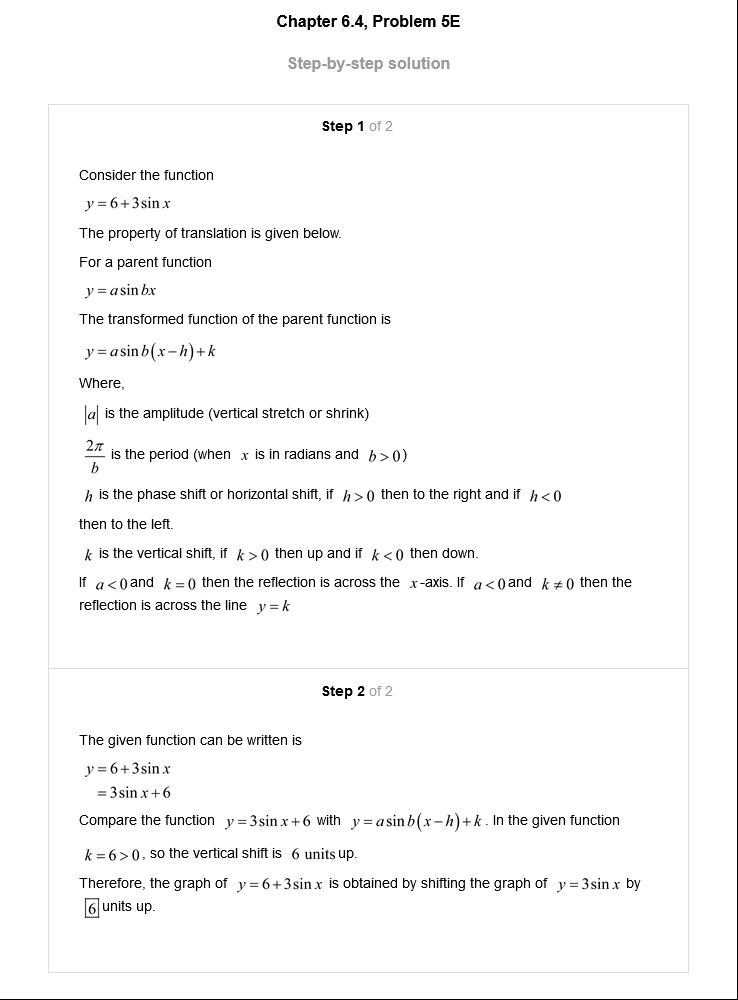 Chapter 6.4, Problem 5E
Step-by-step solution
Step 1 of 2
Consider the function
y = 6 + 3 sin x
The property of translation is given below.
For a parent function
y = a sin bx
The transformed function of the parent function is
y = a sin b(x − h) + k
Where,
|a| is the amplitude (vertical stretch or shrink)
2π/b is the period (when x is in radians and b > 0)
h is the phase shift or horizontal shift, if h > 0 then to the right and if h < 0
then to the left.
k is the vertical shift, if k > 0 then up and if k < 0 then down.
If a < 0 and k = 0 then the reflection is across the x-axis. If a < 0 and k ≠ 0 then the
reflection is across the line y = k
Step 2 of 2
The given function can be written is
y = 6 + 3 sin x
= 3 sin x + 6
Compare the function y = 3 sin x + 6 with y = a sin b(x − h) + k. In the given function
k = 6 > 0, so the vertical shift is 6 units up.
Therefore, the graph of y = 6 + 3 sin x is obtained by shifting the graph of y = 3 sin x by
6 units up.